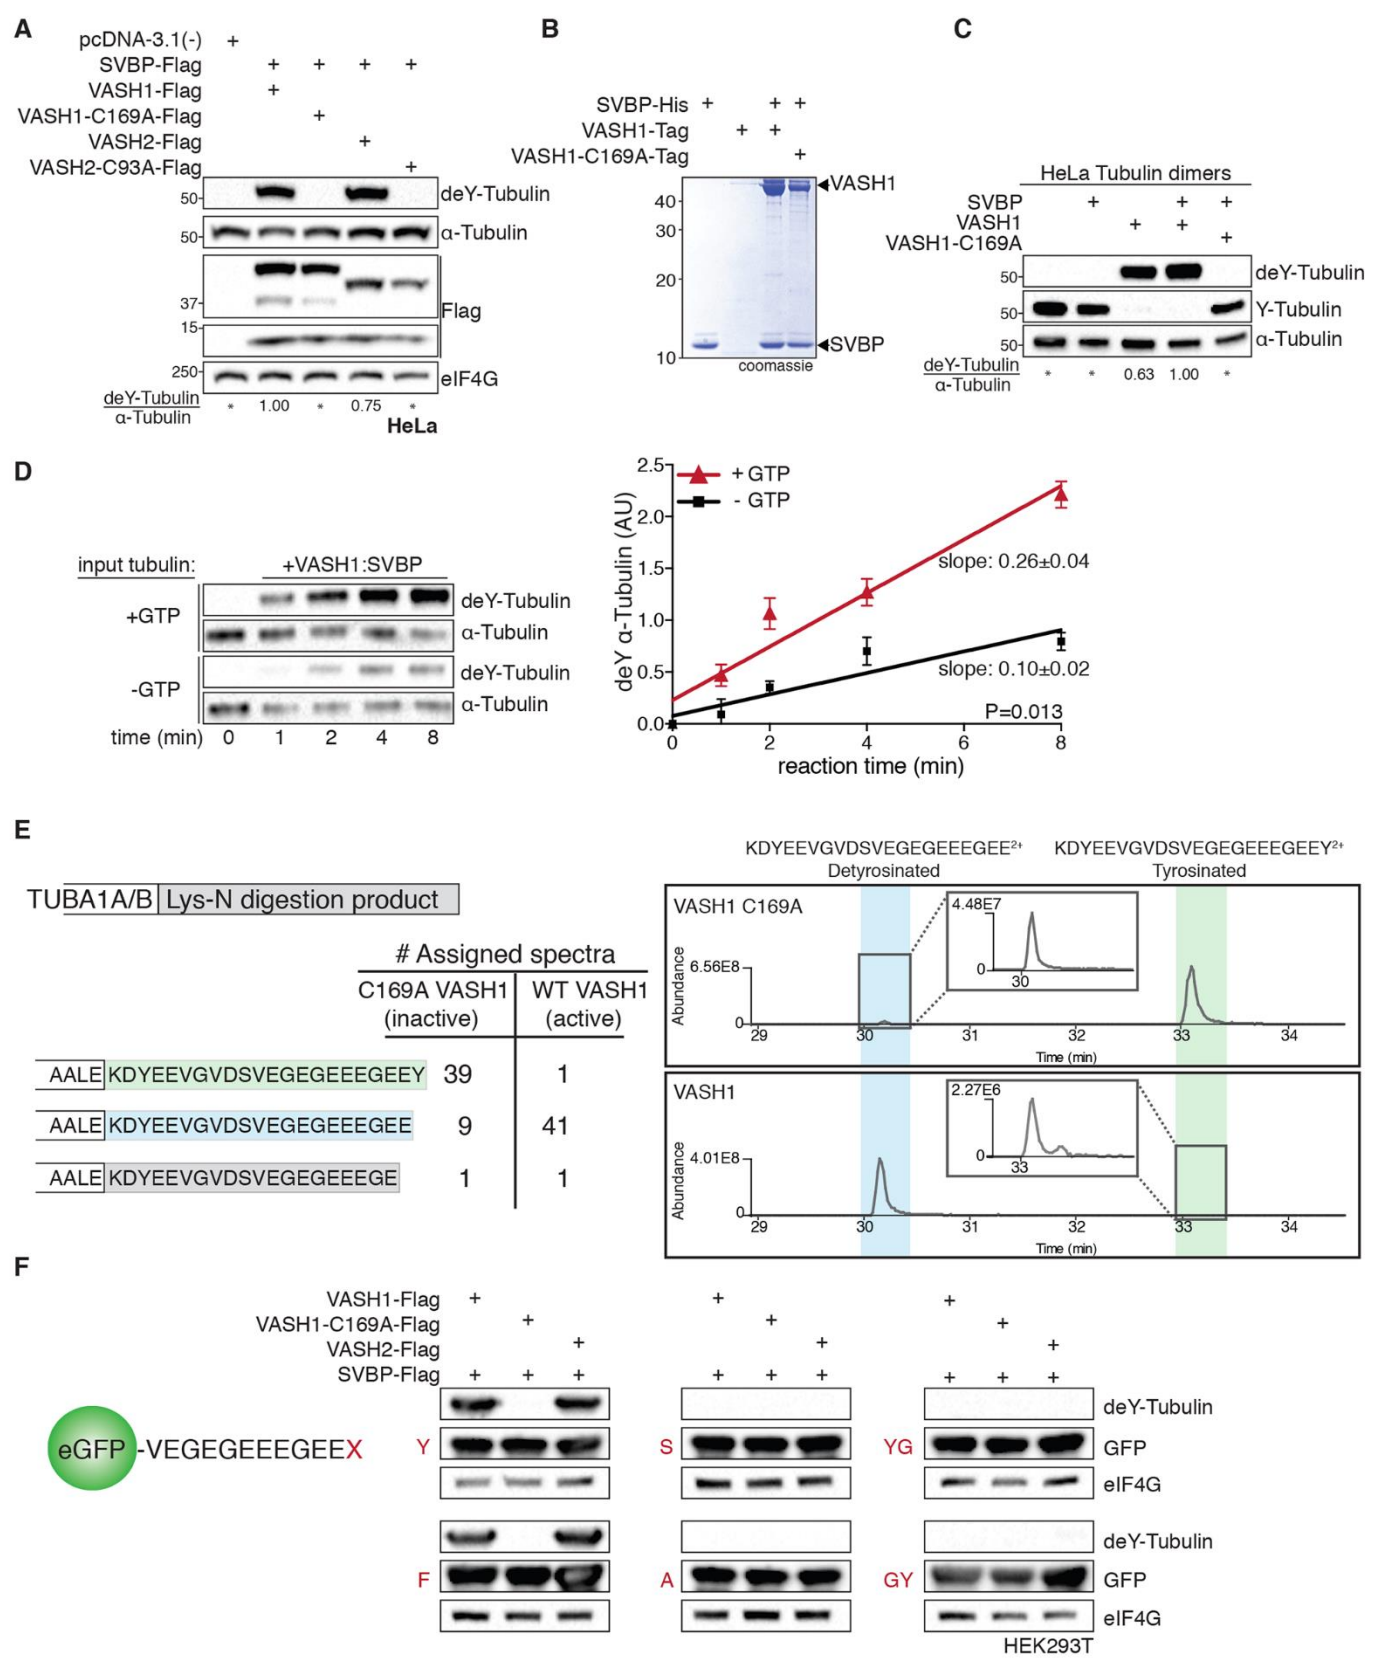 A
pcDNA-3.1(-) +
SVBP-Flag + + + +
VASH1-Flag +
VASH1-C169A-Flag +
VASH2-Flag +
VASH2-C93A-Flag +
50- deY-Tubulin
50- α-Tubulin
37- Flag
15-
250- eIF4G
deY-Tubulin
α-Tubulin
* 1.00 * 0.75 *
HeLa
B
SVBP-His + + +
VASH1-Tag + +
VASH1-C169A-Tag +
VASH1
40
30
20
SVBP
10
coomassie
C
HeLa Tubulin dimers
SVBP + + +
VASH1 + +
VASH1-C169A +
50- deY-Tubulin
50- Y-Tubulin
50- α-Tubulin
deY-Tubulin
α-Tubulin
* * 0.63 1.00 *
D
input tubulin: +VASH1:SVBP
+GTP
deY-Tubulin
α-Tubulin
-GTP
deY-Tubulin
α-Tubulin
time (min) 0 1 2 4 8
deY α-Tubulin (AU)
2.5
2.0
1.5
1.0
0.5
0.0
+ GTP
- GTP
slope: 0.26±0.04
slope: 0.10±0.02
P=0.013
0 2 4 6 8
reaction time (min)
E
TUBA1A/B Lys-N digestion product
# Assigned spectra
C169A VASH1 WT VASH1
(inactive) (active)
AALE KDYEEVGVDSVEGEGEEEGEEY 39 1
AALE KDYEEVGVDSVEGEGEEEGEE 9 41
AALE KDYEEVGVDSVEGEGEEEGE 1 1
KDYEEVGVDSVEGEGEEEGEE2+ KDYEEVGVDSVEGEGEEEGEEY2+
Detyrosinated Tyrosinated
VASH1 C169A
Abundance
6.56E8
0
4.48E7
0
30
29 30 31 32 33 34
Time (min)
VASH1
Abundance
4.01E8
0
2.27E6
0
33
29 30 31 32 33 34
Time (min)
F
VASH1-Flag + + +
VASH1-C169A-Flag + + +
VASH2-Flag + + +
SVBP-Flag + + + + + + + + +
eGFP -VEGEGEEEGEEX
deY-Tubulin
Y S YG GFP
eIF4G
deY-Tubulin
F A GY GFP
eIF4G
HEK293T